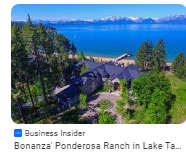 Business Insider
Bonanza' Ponderosa Ranch in Lake Ta...